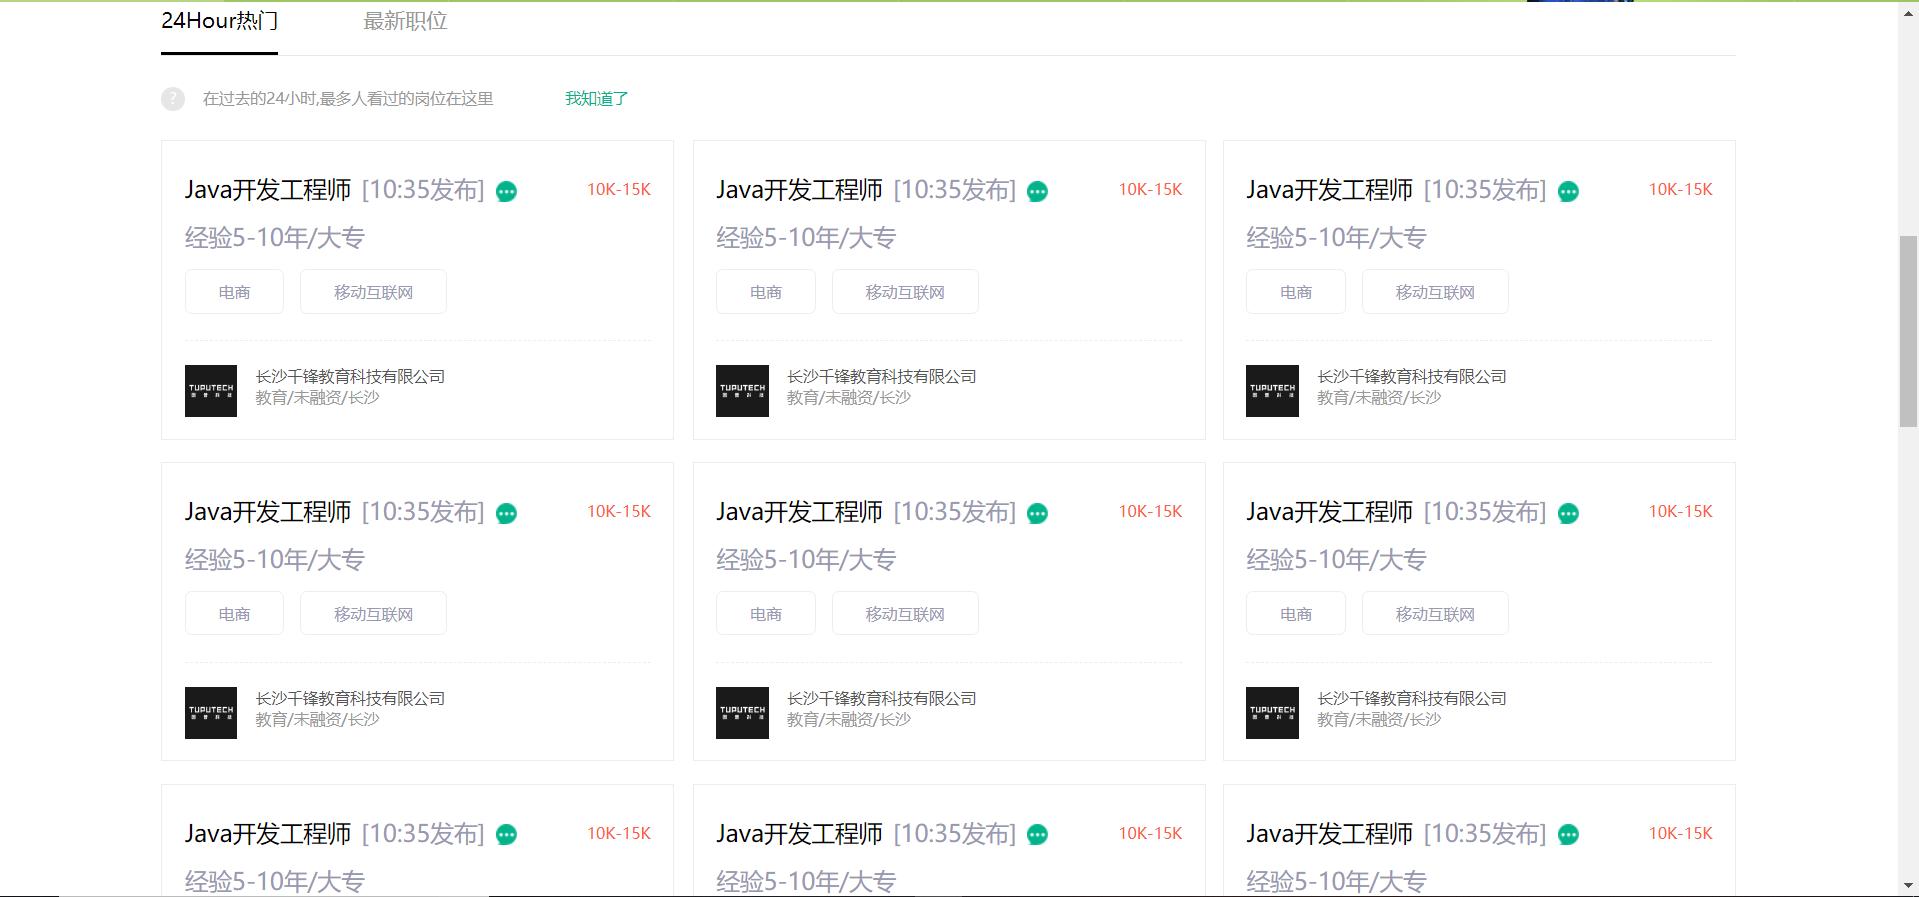 24Hour热门 最新职位
? 在过去的24小时,最多人看过的岗位在这里 我知道了
Java开发工程师 [10:35发布] 10K-15K Java开发工程师 [10:35发布] 10K-15K Java开发工程师 [10:35发布] 10K-15K
经验5-10年/大专 经验5-10年/大专 经验5-10年/大专
电商 移动互联网 电商 移动互联网 电商 移动互联网
长沙千锋教育科技有限公司 长沙千锋教育科技有限公司 长沙千锋教育科技有限公司
TUPUTECH TUPUTECH TUPUTECH
教育/未融资/长沙 教育/未融资/长沙 教育/未融资/长沙
Java开发工程师 [10:35发布] 10K-15K Java开发工程师 [10:35发布] 10K-15K Java开发工程师 [10:35发布] 10K-15K
经验5-10年/大专 经验5-10年/大专 经验5-10年/大专
电商 移动互联网 电商 移动互联网 电商 移动互联网
长沙千锋教育科技有限公司 长沙千锋教育科技有限公司 长沙千锋教育科技有限公司
TUPUTECH TUPUTECH TUPUTECH
教育/未融资/长沙 教育/未融资/长沙 教育/未融资/长沙
Java开发工程师 [10:35发布] 10K-15K Java开发工程师 [10:35发布] 10K-15K Java开发工程师 [10:35发布] 10K-15K
经验5-10年/大专 经验5-10年/大专 经验5-10年/大专